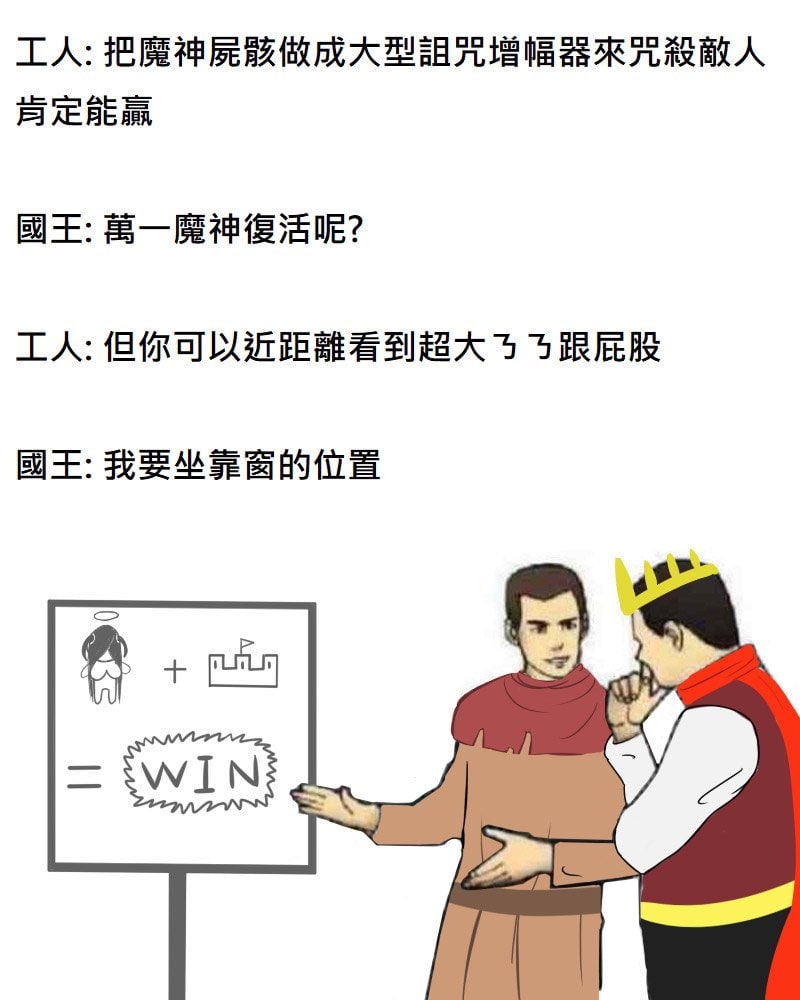 工人: 把魔神屍骸做成大型詛咒增幅器來咒殺敵人
肯定能贏
國王: 萬一魔神復活呢?
工人: 但你可以近距離看到超大ㄋㄋ跟屁股
國王: 我要坐靠窗的位置
+
= WIN